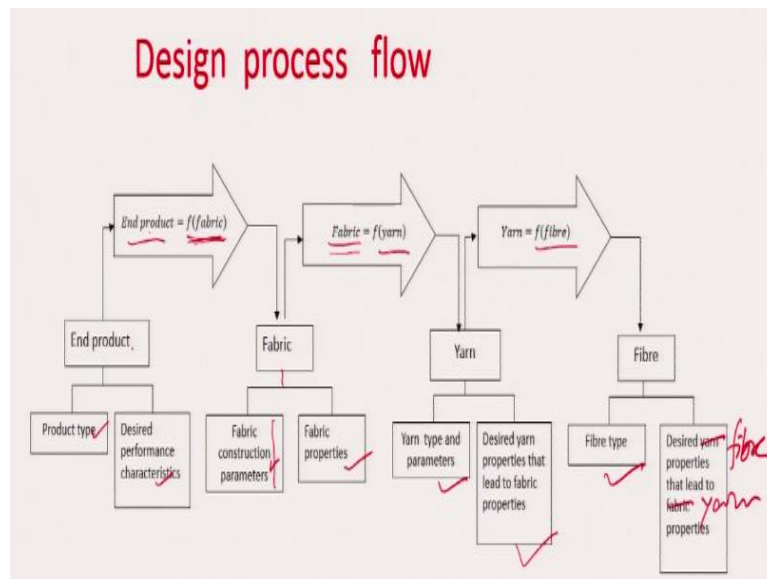 Design process flow
End product = f(fabric)
Fabric = f(yarn)
Yarn = f(fibre)
End product.
Fabric
Yarn
Fibre
Product type
Desired
performance
characteristics
Fabric
construction
parameters
Fabric
properties
Yarn type and
parameters
Desired yarn
properties that
lead to fabric
properties
Fibre type
Desired yarn fibre
properties
that lead to
fabric yarn
properties